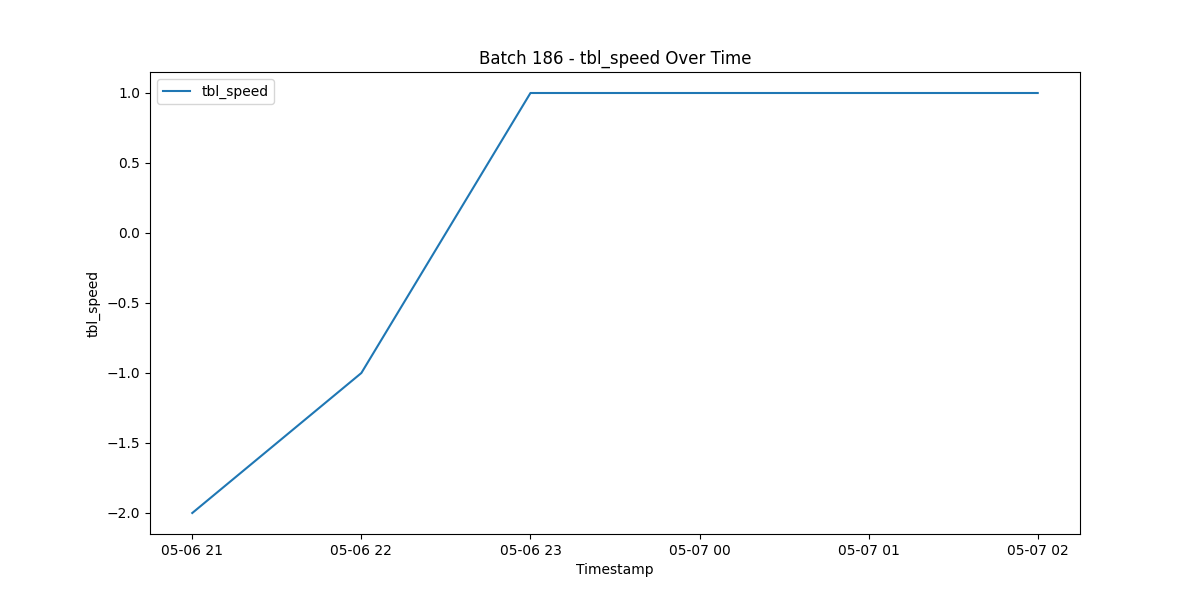 Batch 186 - tbl_speed Over Time
tbl_speed
1.0
0.5
0.0
−0.5
−1.0
−1.5
−2.0
tbl_speed
05-06 21 05-06 22 05-06 23 05-07 00 05-07 01 05-07 02
Timestamp